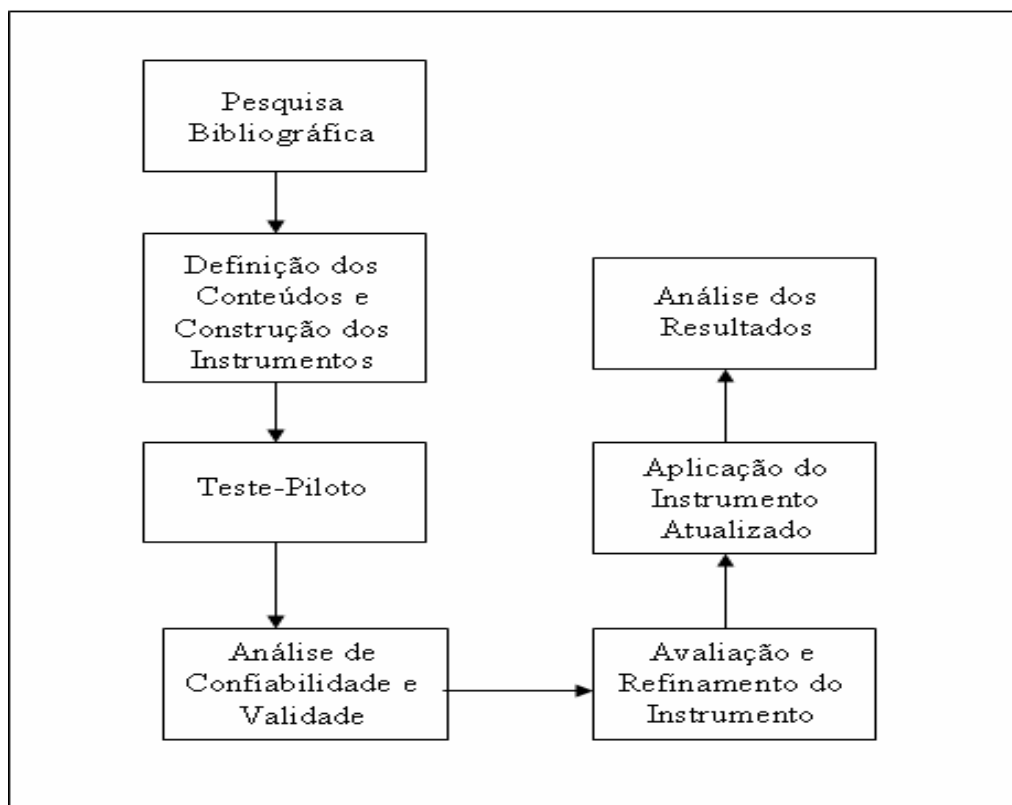 Pesquisa
Bibliográfica
Definição dos
Conteúdos e
Construção dos
Instrumentos
Teste-Piloto
Análise de
Confiabilidade e
Validade
Avaliação e
Refinamento do
Instrumento
Aplicação do
Instrumento
Atualizado
Análise dos
Resultados